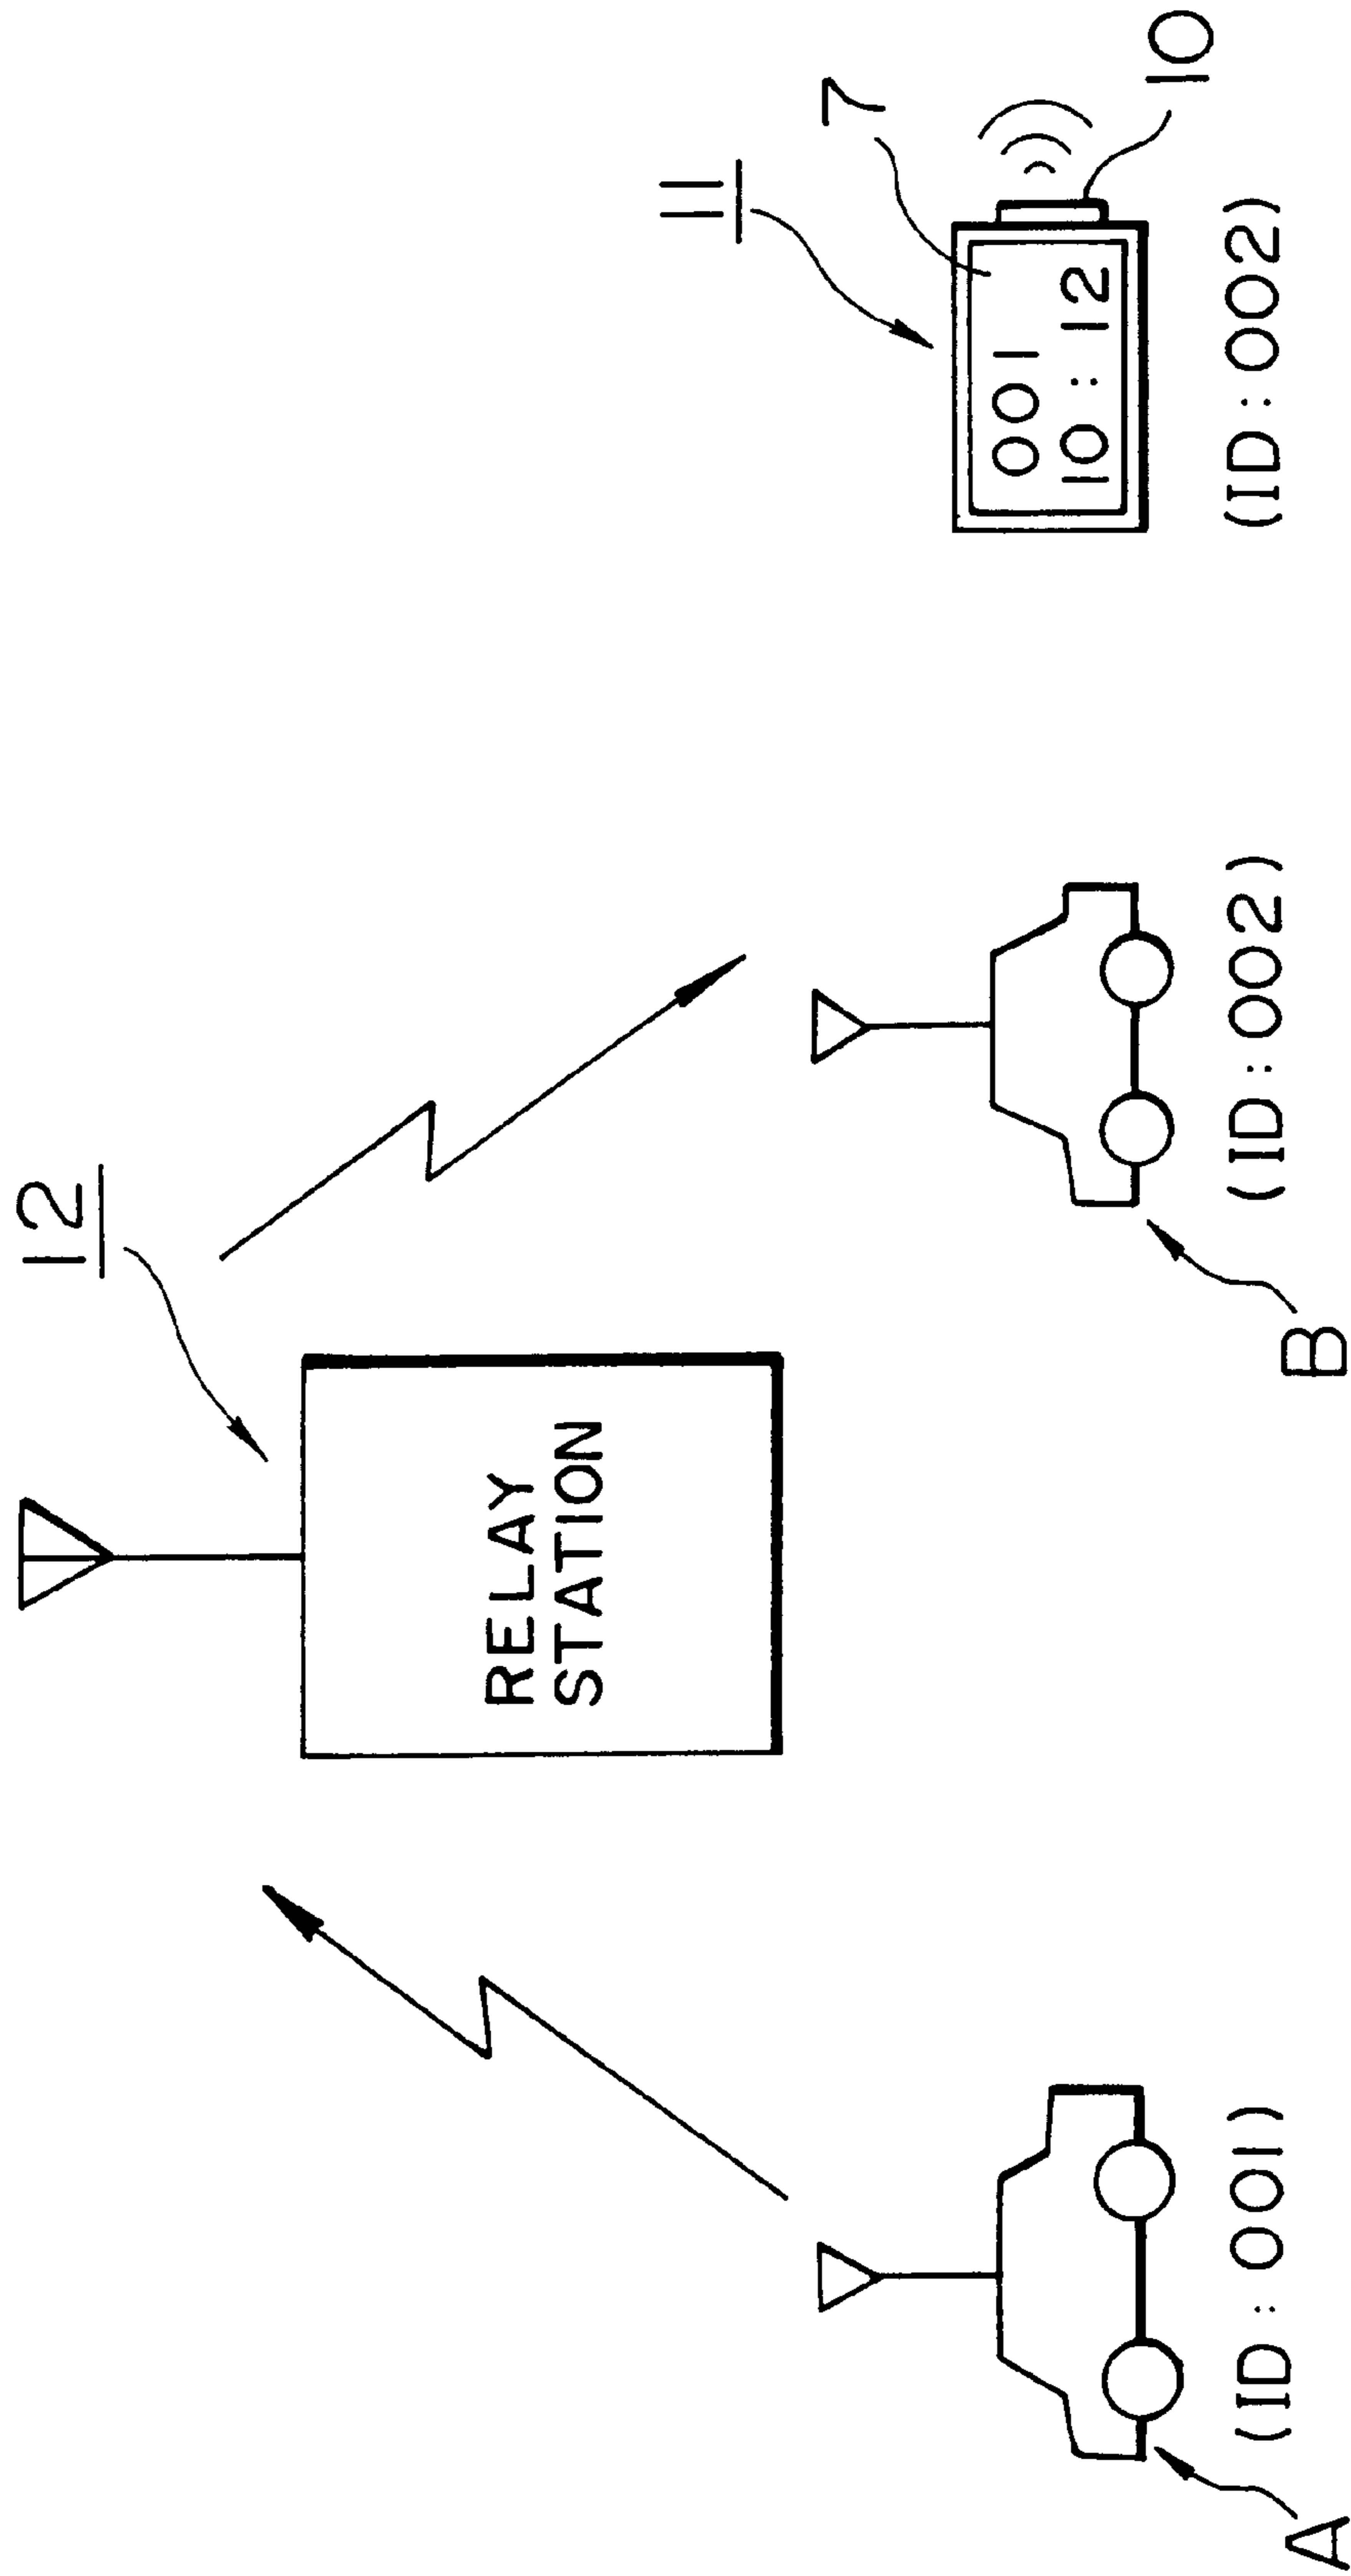 12
RELAY
STATION
11
7
001
10:12
10
A
(ID:001)
B
(ID:002)
(ID:002)